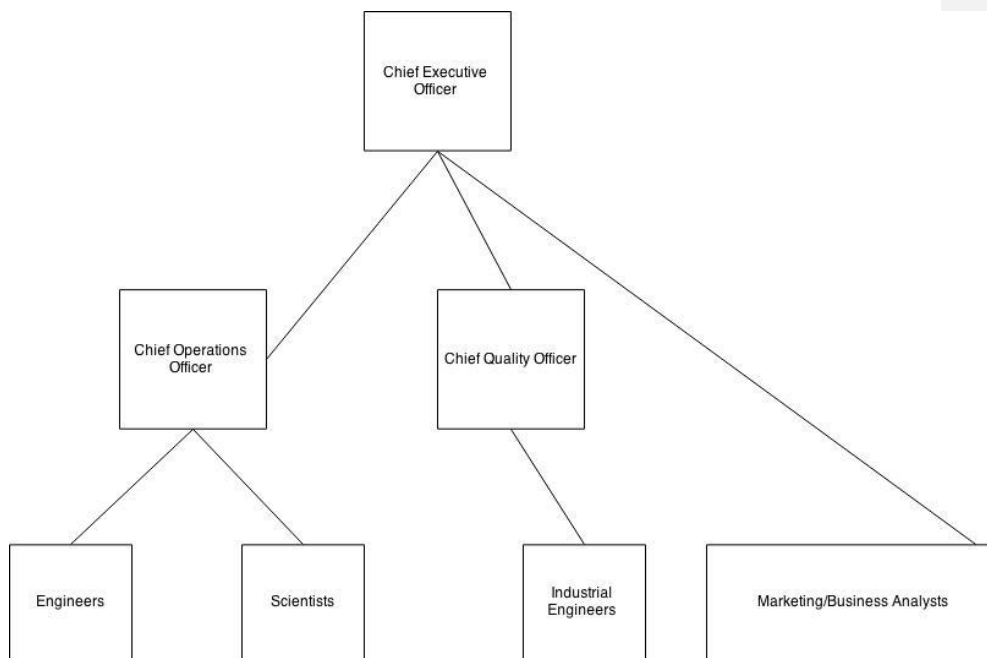 Chief Executive
Officer
Chief Operations
Officer
Chief Quality Officer
Engineers
Scientists
Industrial
Engineers
Marketing/Business Analysts